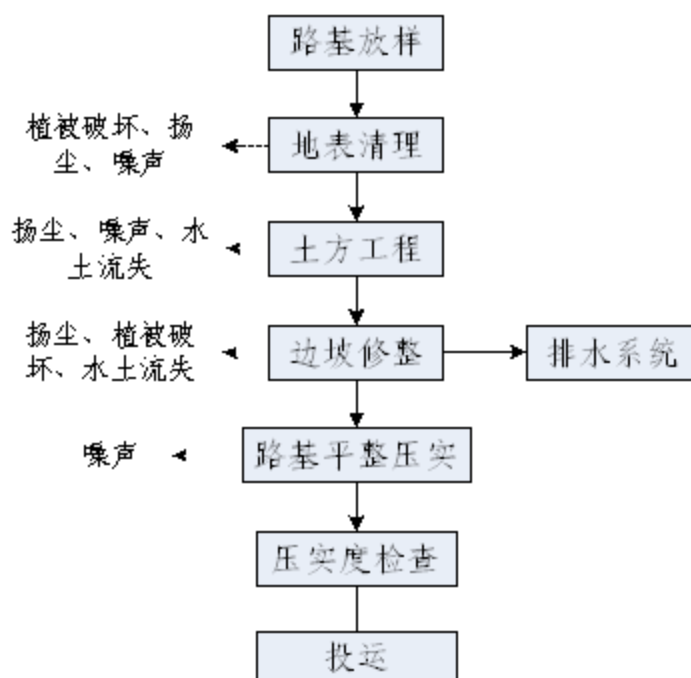 路基放样
植被破坏、扬
尘、噪声
地表清理
扬尘、噪声、水
土流失
土方工程
扬尘、植被破
坏、水土流失
边坡修整
排水系统
噪声
路基平整压实
压实度检查
投运